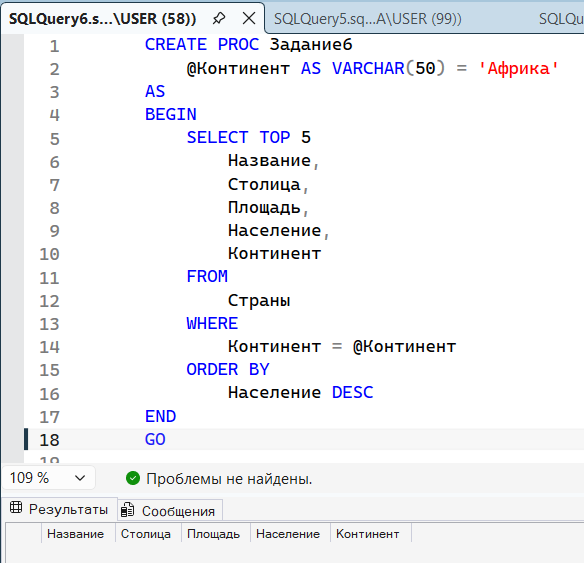 SQLQuery6.s...\USER (58)) SQLQuery5.sq...A\USER (99)) SQLQu
1 CREATE PROC Задание6
2 @Континент AS VARCHAR(50) = 'Африка'
3 AS
4 BEGIN
5 SELECT TOP 5
6 Название,
7 Столица,
8 Площадь,
9 Население,
10 Континент
11 FROM
12 Страны
13 WHERE
14 Континент = @Континент
15 ORDER BY
16 Население DESC
17 END
18 GO
19
109 % Проблемы не найдены.
Результаты Сообщения
Название Столица Площадь Население Континент